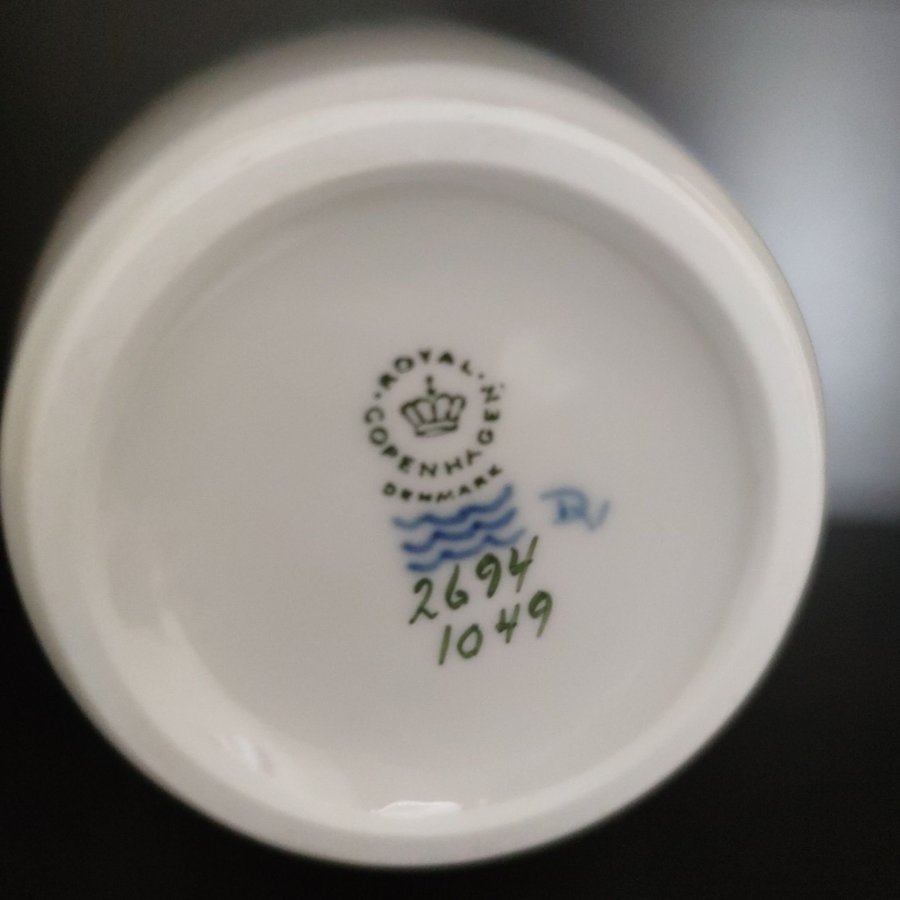 ROYAL
COPENHAGEN
DENMARK
2694
1049